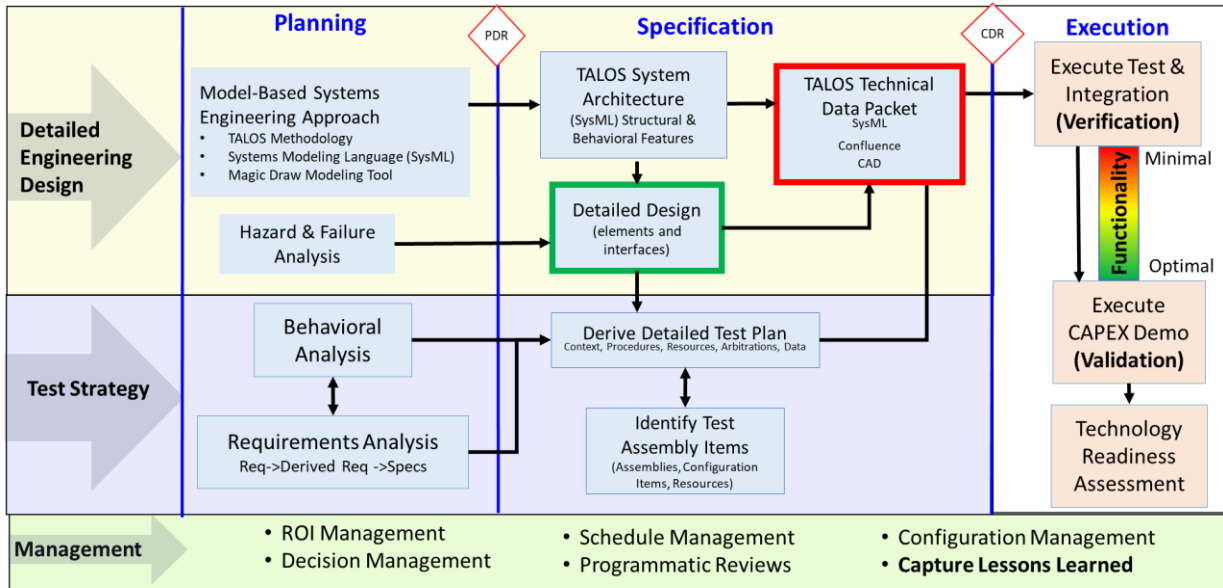 Planning
PDR
Specification
CDR
Execution
Detailed
Engineering
Design
Model-Based Systems
Engineering Approach
• TALOS Methodology
• Systems Modeling Language (SysML)
• Magic Draw Modeling Tool
Hazard & Failure
Analysis
TALOS System
Architecture
(SysML) Structural &
Behavioral Features
Detailed Design
(elements and
interfaces)
TALOS Technical
Data Packet
SysML
Confluence
CAD
Execute Test &
Integration
(Verification)
Minimal
Functionality
Optimal
Test Strategy
Behavioral
Analysis
Requirements Analysis
Req->Derived Req ->Specs
Derive Detailed Test Plan
Context, Procedures, Resources, Arbitrations, Data
Identify Test
Assembly Items
(Assemblies, Configuration
Items, Resources)
Execute
CAPEX Demo
(Validation)
Technology
Readiness
Assessment
Management
• ROI Management
• Decision Management
• Schedule Management
• Programmatic Reviews
• Configuration Management
• Capture Lessons Learned